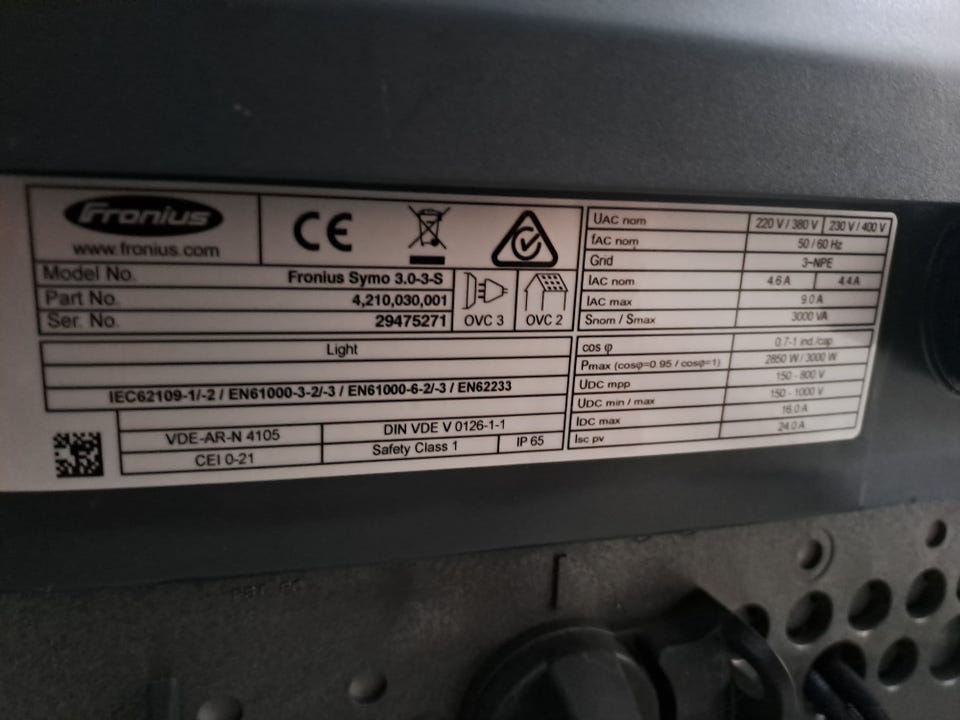 Fronius
www.fronius.com
CE
Model No. Fronius Symo 3.0-3-S
Part No. 4,210,030,001
Ser. No. 29475271
OVC 3 OVC 2
Light
IEC62109-1/-2 / EN61000-3-2/-3 / EN61000-6-2/-3 / EN62233
VDE-AR-N 4105 DIN VDE V 0126-1-1
CEI 0-21 Safety Class 1 IP 65
UAC nom 220 V / 380 V 230 V / 400 V
fAC nom 50 / 60 Hz
Grid 3~NPE
IAC nom 4.6 A 4.4 A
IAC max 9.0 A
Snom / Smax 3000 VA
cos φ 0.7-1 ind./cap
Pmax (cosφ=0.95 / cosφ=1) 2850 W / 3000 W
UDC mpp 150 - 800 V
UDC min / max 150 - 1000 V
IDC max 16.0 A
Isc pv 24.0 A